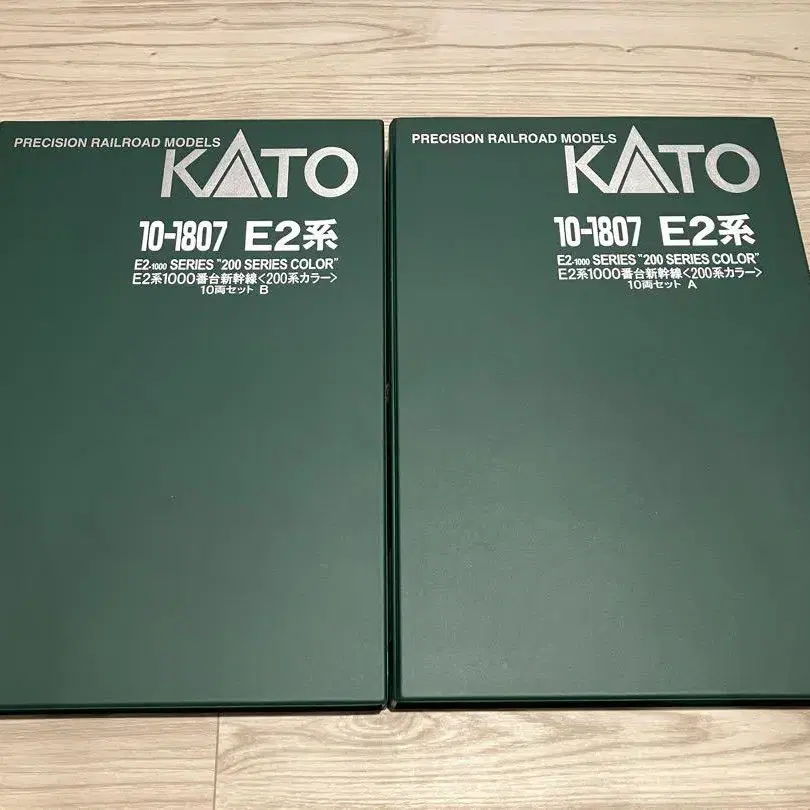 PRECISION RAILROAD MODELS
KATO
10-1807 E2系
E2-1000 SERIES "200 SERIES COLOR"
E2系1000番台新幹線<200系カラー>
10両セット B
PRECISION RAILROAD MODELS
KATO
10-1807 E2系
E2-1000 SERIES "200 SERIES COLOR"
E2系1000番台新幹線<200系カラー>
10両セット A